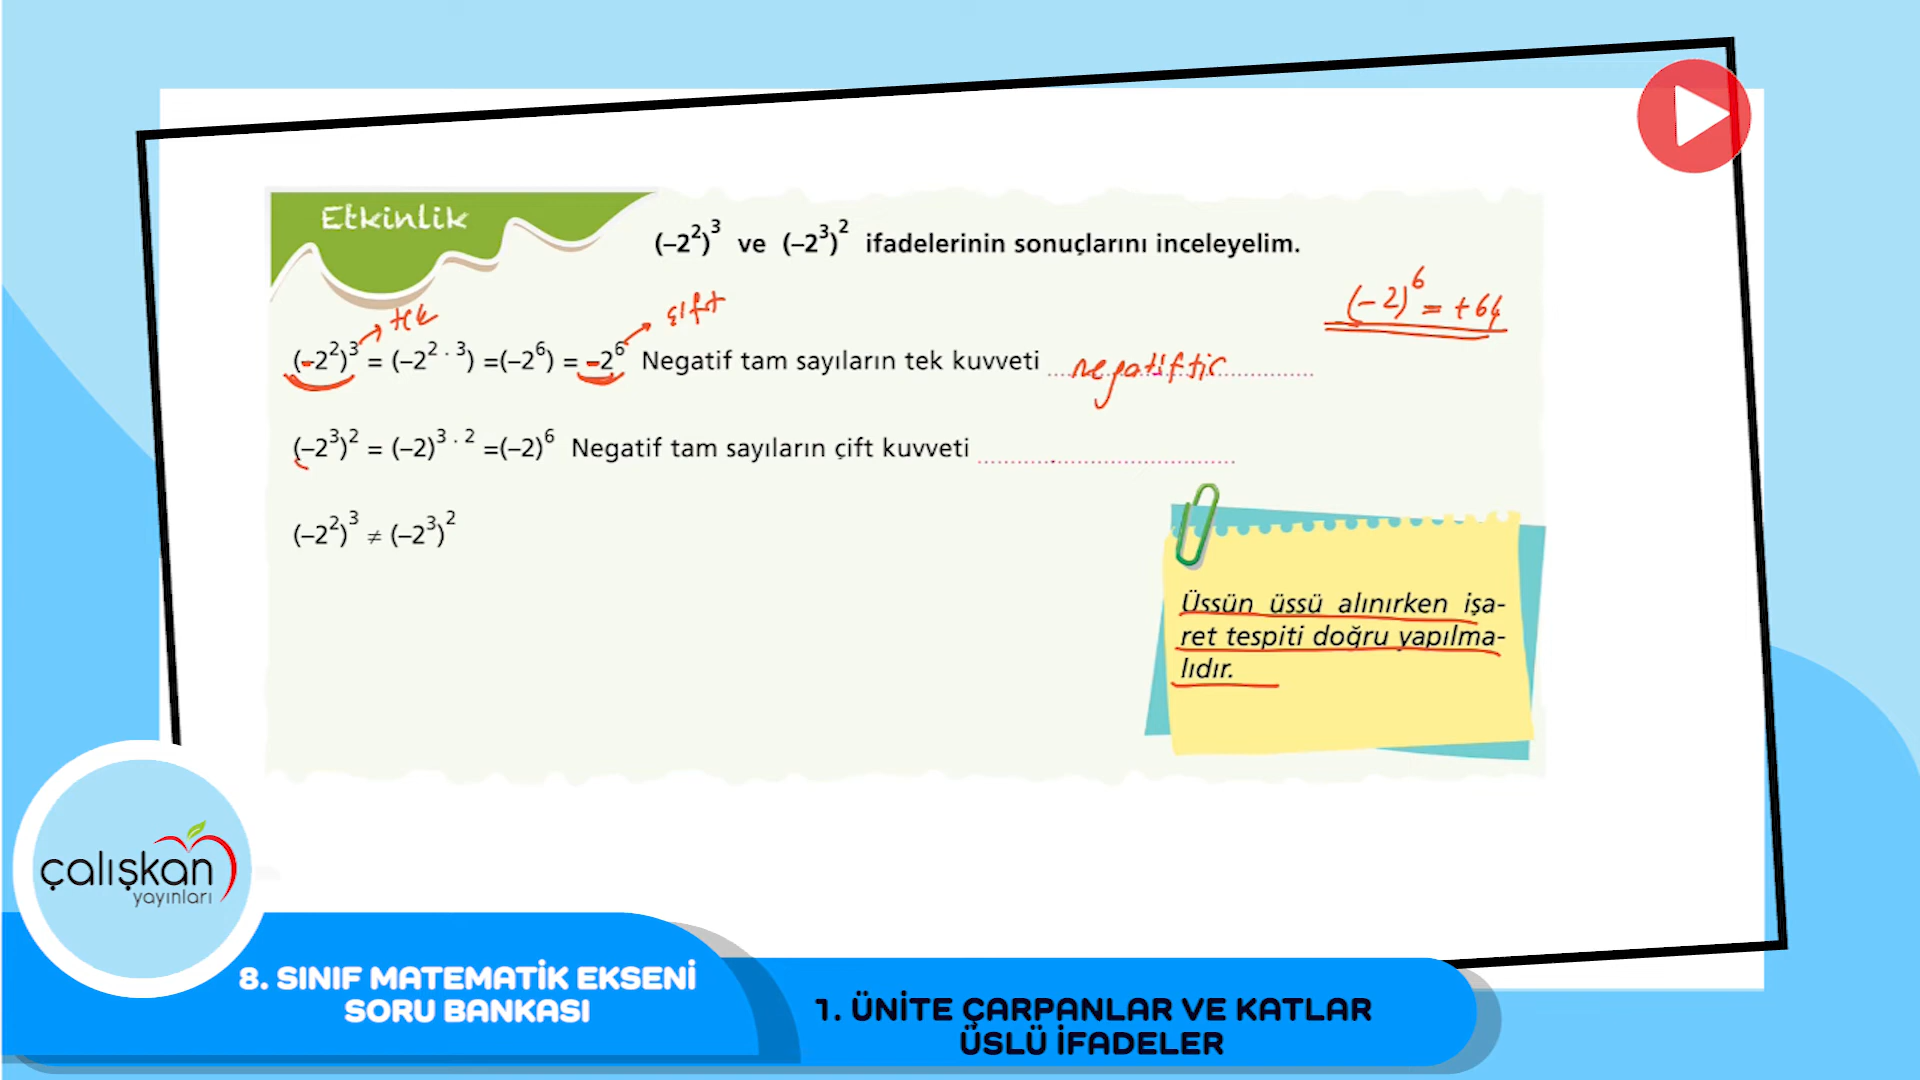 Etkinlik
(–2²)³ ve (–2³)² ifadelerinin sonuçlarını inceleyelim.
(-2)⁶ = +64
tek
çift
(–2²)³ = (–2² · ³) =(–2⁶) = –2⁶ Negatif tam sayıların tek kuvveti ........ negatiftir ........
(–2³)² = (–2)³ · ² =(–2)⁶ Negatif tam sayıların çift kuvveti ........................
(–2²)³ ≠ (–2³)²
Üssün üssü alınırken işa-
ret tespiti doğru yapılma-
lıdır.
çalışkan
yayınları
8. SINIF MATEMATİK EKSENİ
SORU BANKASI
1. ÜNİTE ÇARPANLAR VE KATLAR
ÜSLÜ İFADELER